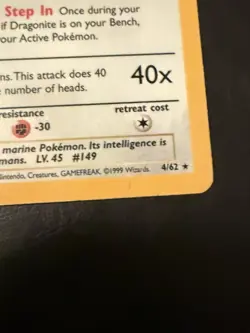 Step In Once during your
if Dragonite is on your Bench,
our Active Pokémon.
ns. This attack does 40
e number of heads.
40x
resistance
retreat cost
-30
marine Pokémon. Its intelligence is
mans. LV. 45 #149
Nintendo, Creatures, GAMEFREAK. ©1999 Wizards. 4/62 ★